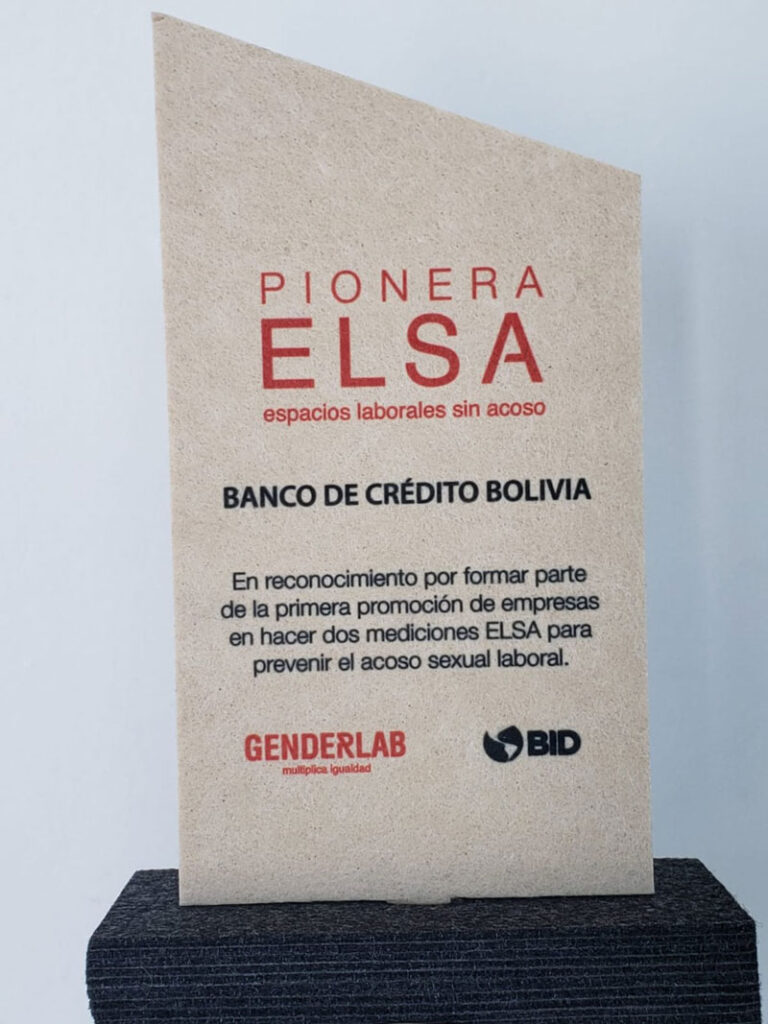 PIONERA
ELSA
espacios laborales sin acoso
BANCO DE CRÉDITO BOLIVIA
En reconocimiento por formar parte
de la primera promoción de empresas
en hacer dos mediciones ELSA para
prevenir el acoso sexual laboral.
GENDERLAB
multiplica igualdad
BID